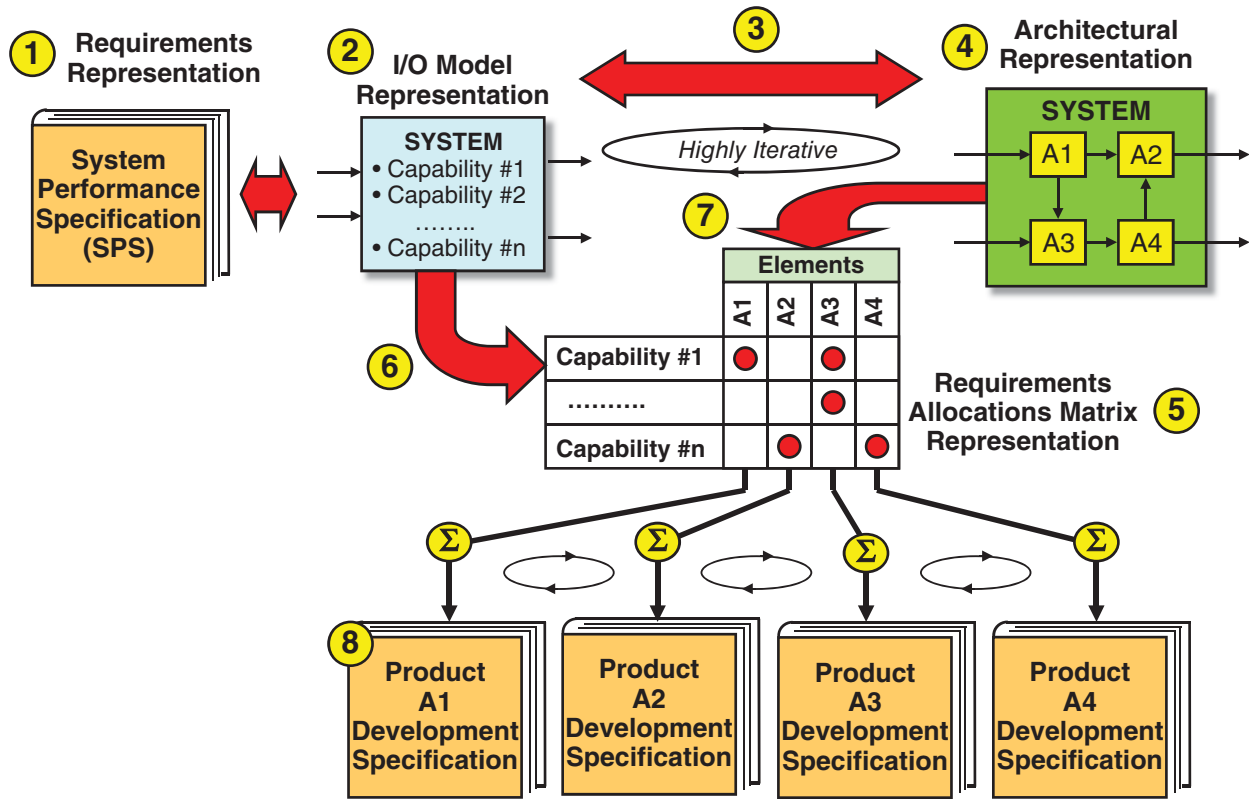 1
Requirements
Representation
System
Performance
Specification
(SPS)
2
I/O Model
Representation
SYSTEM
• Capability #1
• Capability #2
........
• Capability #n
3
Highly Iterative
4
Architectural
Representation
SYSTEM
A1
A2
A3
A4
7
6
Elements
A1
A2
A3
A4
Capability #1
..........
Capability #n
Requirements
Allocations Matrix
Representation
5
Σ
Σ
Σ
Σ
8
Product
A1
Development
Specification
Product
A2
Development
Specification
Product
A3
Development
Specification
Product
A4
Development
Specification